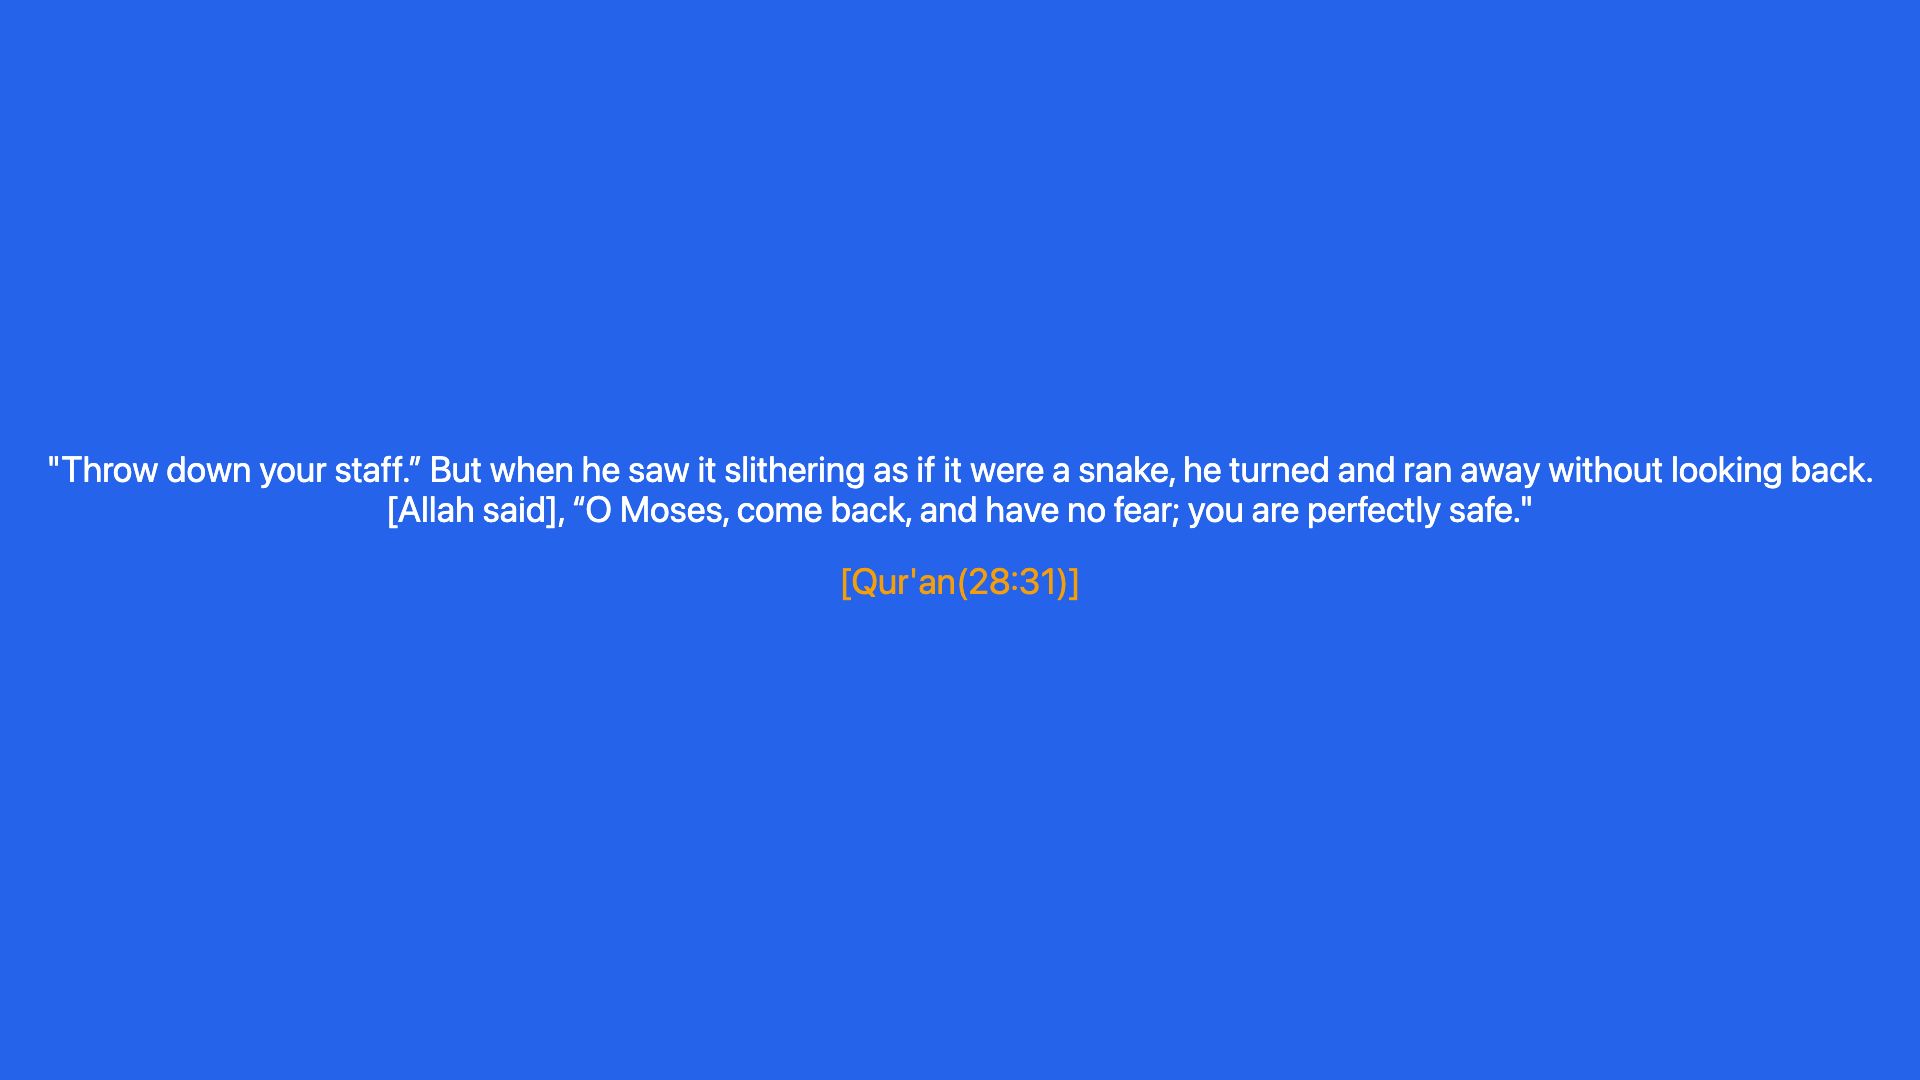 "Throw down your staff.” But when he saw it slithering as if it were a snake, he turned and ran away without looking back.
[Allah said], “O Moses, come back, and have no fear; you are perfectly safe."
[Qur'an(28:31)]